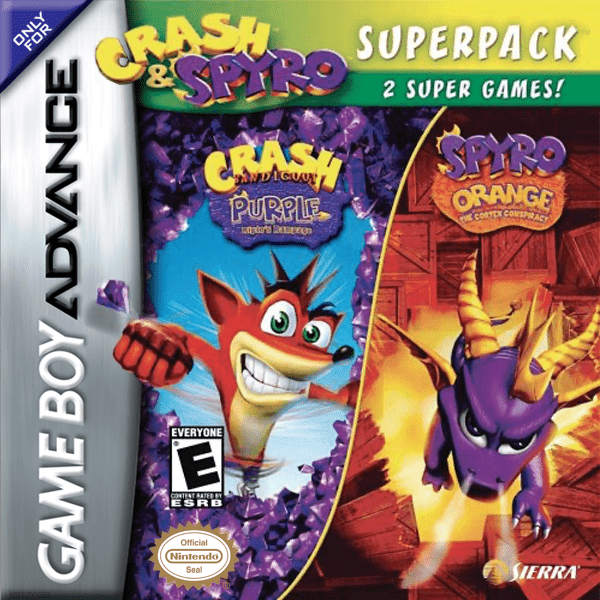 ONLY
FOR
GAME BOY ADVANCE
CRASH
& SPYRO
SUPERPACK
2 SUPER GAMES!
CRASH
BANDICOOT
PURPLE
Ripto's Rampage
SPYRO
ORANGE
THE CORTEX CONSPIRACY
EVERYONE
E
CONTENT RATED BY
ESRB
Official
Nintendo
Seal
SIERRA